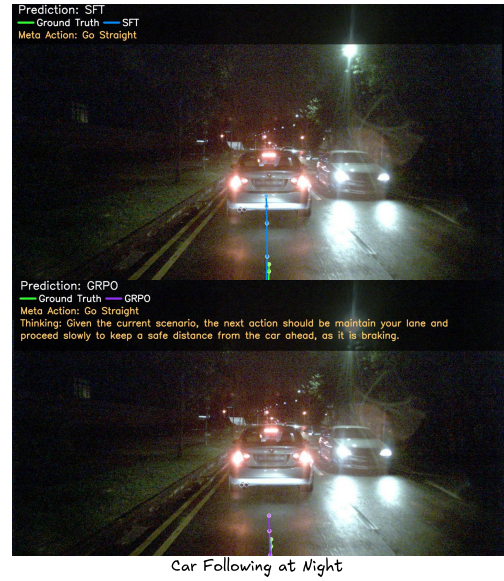 Prediction: SFT
Ground Truth SFT
Meta Action: Go Straight
Prediction: GRPO
Ground Truth GRPO
Meta Action: Go Straight
Thinking: Given the current scenario, the next action should be maintain your lane and
proceed slowly to keep a safe distance from the car ahead, as it is braking.
Car Following at Night